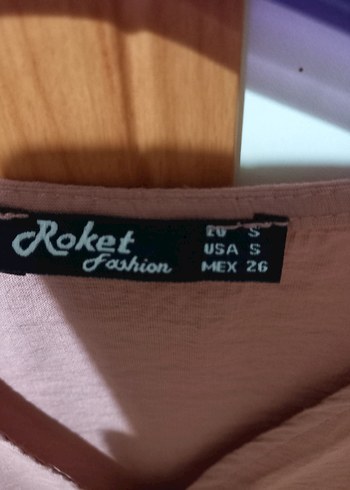 Roket
Fashion
S
USA S
MEX 26